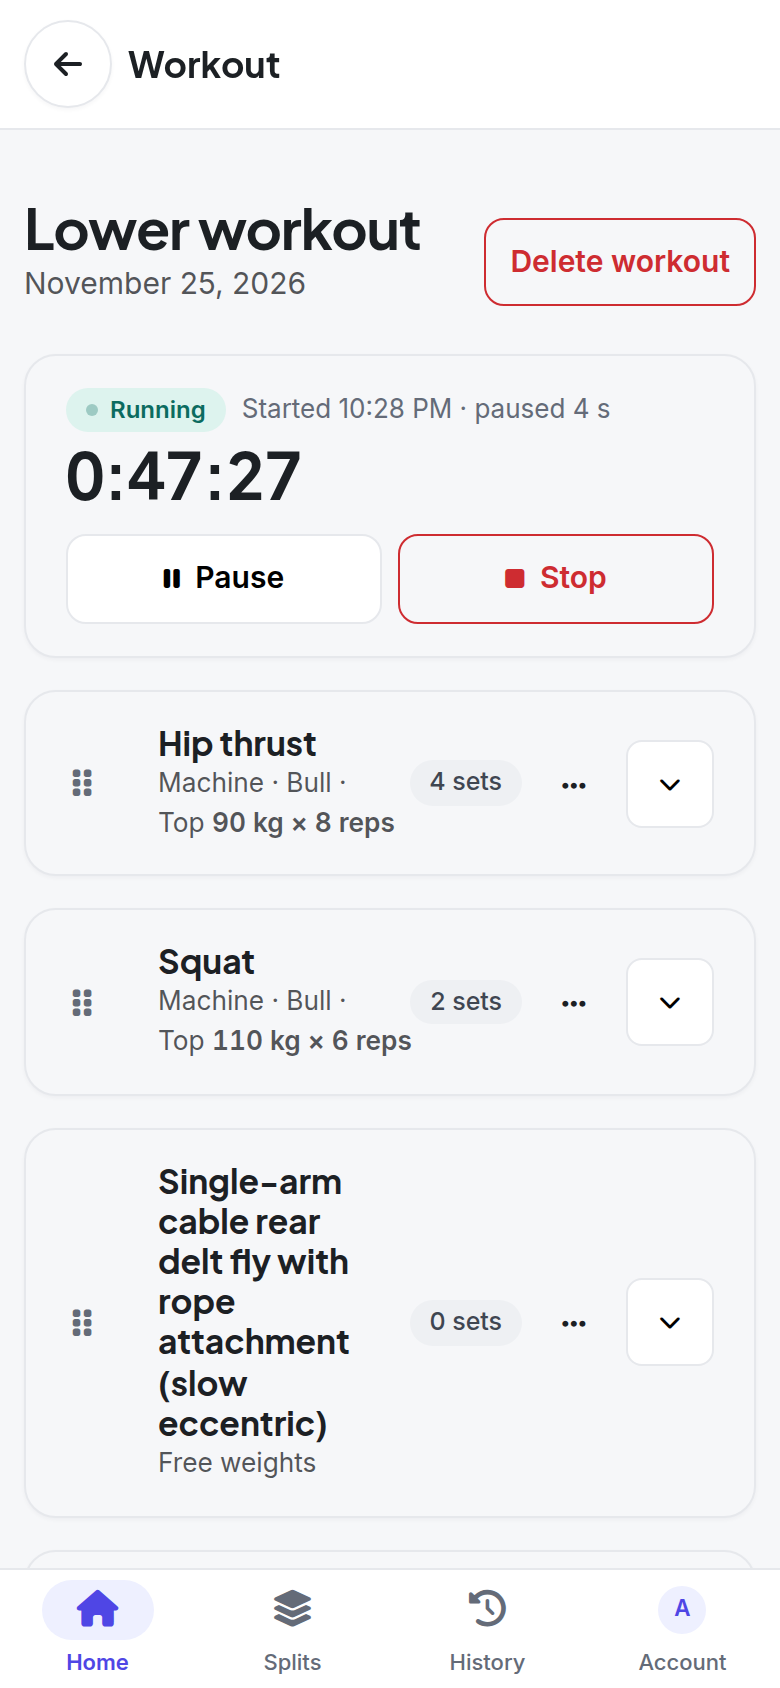 Workout
Lower workout
November 25, 2026
Delete workout
Running
Started 10:28 PM · paused 4 s
0:47:27
Pause
Stop
Hip thrust
Machine · Bull ·
Top 90 kg × 8 reps
4 sets
Squat
Machine · Bull ·
Top 110 kg × 6 reps
2 sets
Single-arm
cable rear
delt fly with
rope
attachment
(slow
eccentric)
Free weights
0 sets
Home
Splits
History
A
Account